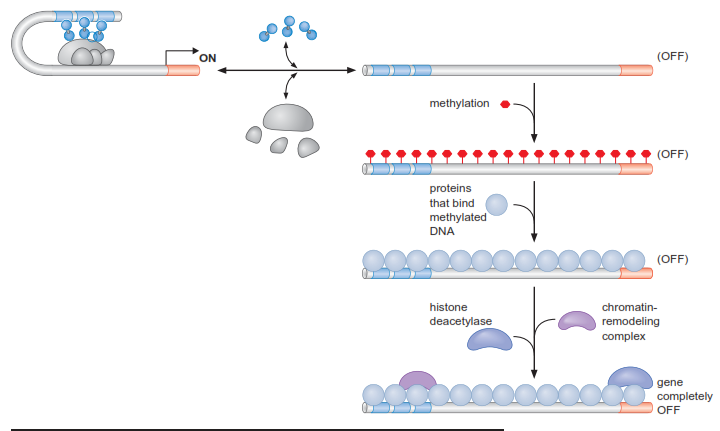 ON
(OFF)
methylation
(OFF)
proteins
that bind
methylated
DNA
(OFF)
histone
deacetylase
chromatin-
remodeling
complex
gene
completely
OFF